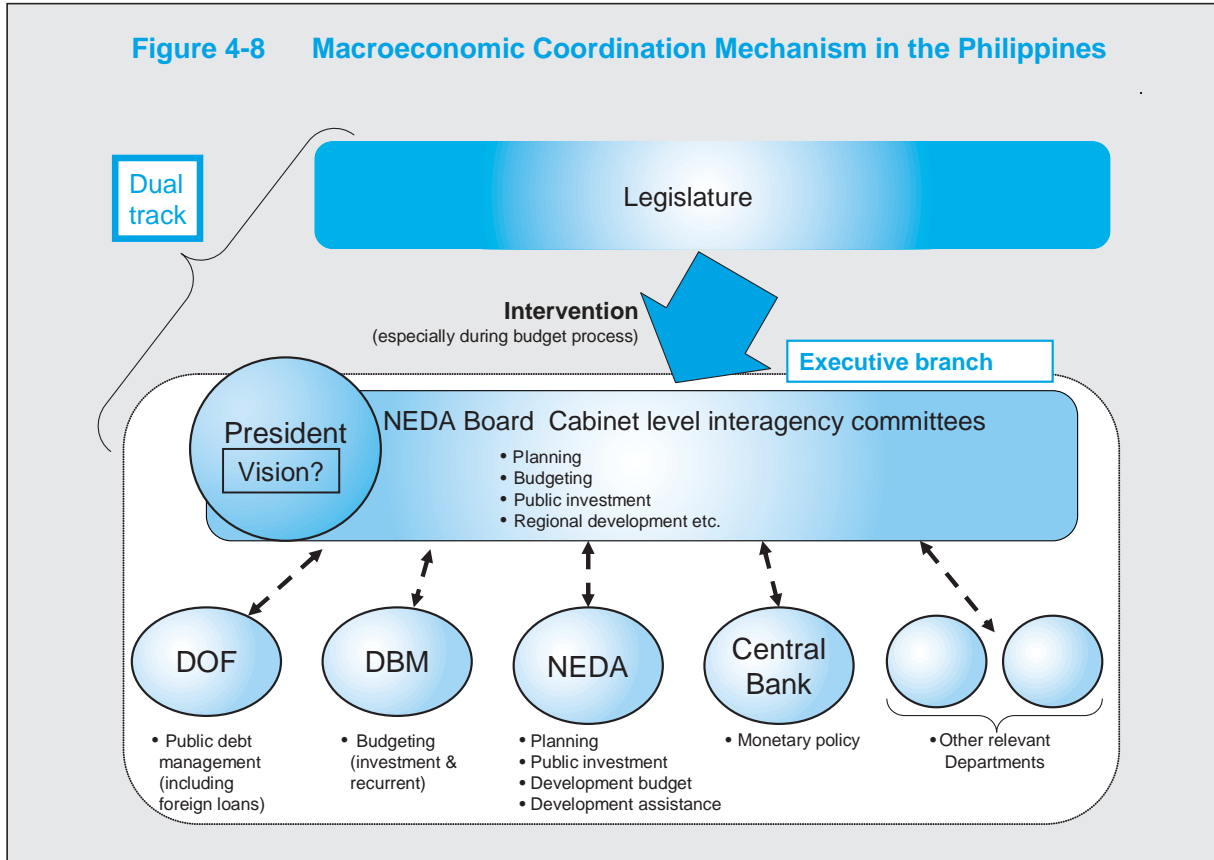 Figure 4-8 Macroeconomic Coordination Mechanism in the Philippines
Dual
track
Legislature
Intervention
(especially during budget process)
Executive branch
President
Vision?
NEDA Board Cabinet level interagency committees
• Planning
• Budgeting
• Public investment
• Regional development etc.
DOF
DBM
NEDA
Central
Bank
• Public debt
management
(including
foreign loans)
• Budgeting
(investment &
recurrent)
• Planning
• Public investment
• Development budget
• Development assistance
• Monetary policy
• Other relevant
Departments